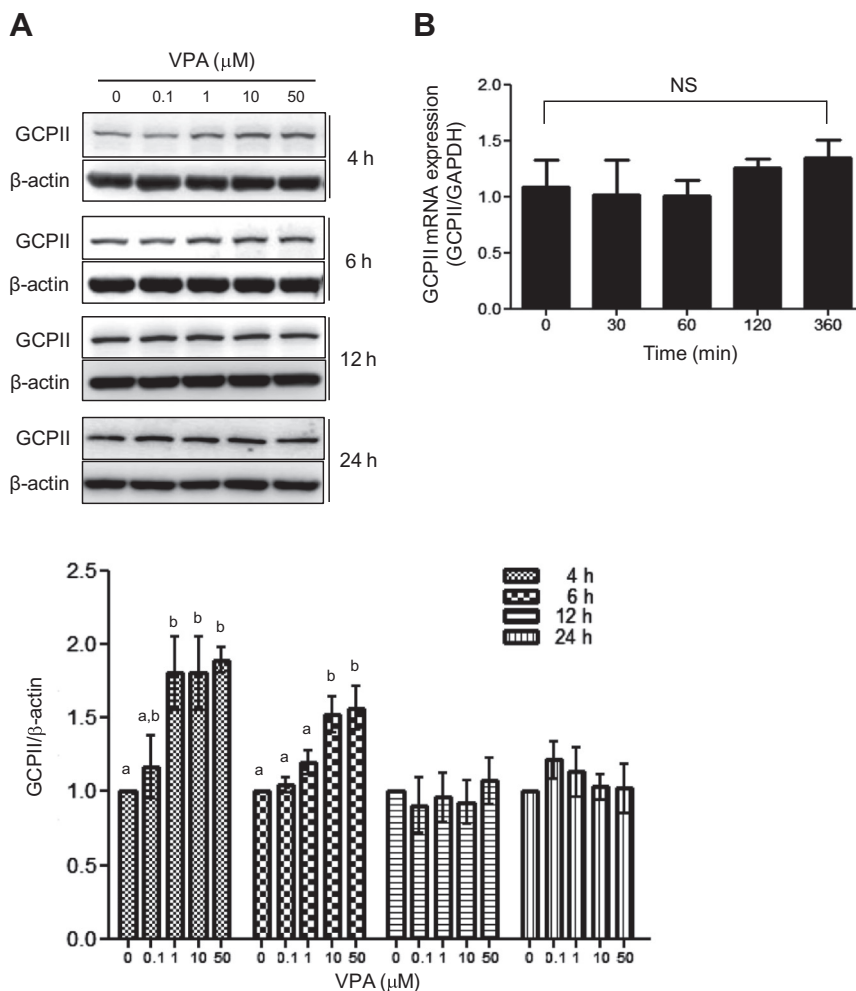 A
VPA (μM)
0 0.1 1 10 50
GCPII
β-actin
4 h
GCPII
β-actin
6 h
GCPII
β-actin
12 h
GCPII
β-actin
24 h
B
NS
2.0
1.5
1.0
0.5
0.0
GCPII mRNA expression
(GCPII/GAPDH)
0 30 60 120 360
Time (min)
2.5
2.0
1.5
1.0
0.5
0.0
GCPII/β-actin
4 h
6 h
12 h
24 h
a a,b b b b
a a a b b
0 0.1 1 10 50 0 0.1 1 10 50 0 0.1 1 10 50 0 0.1 1 10 50
VPA (μM)